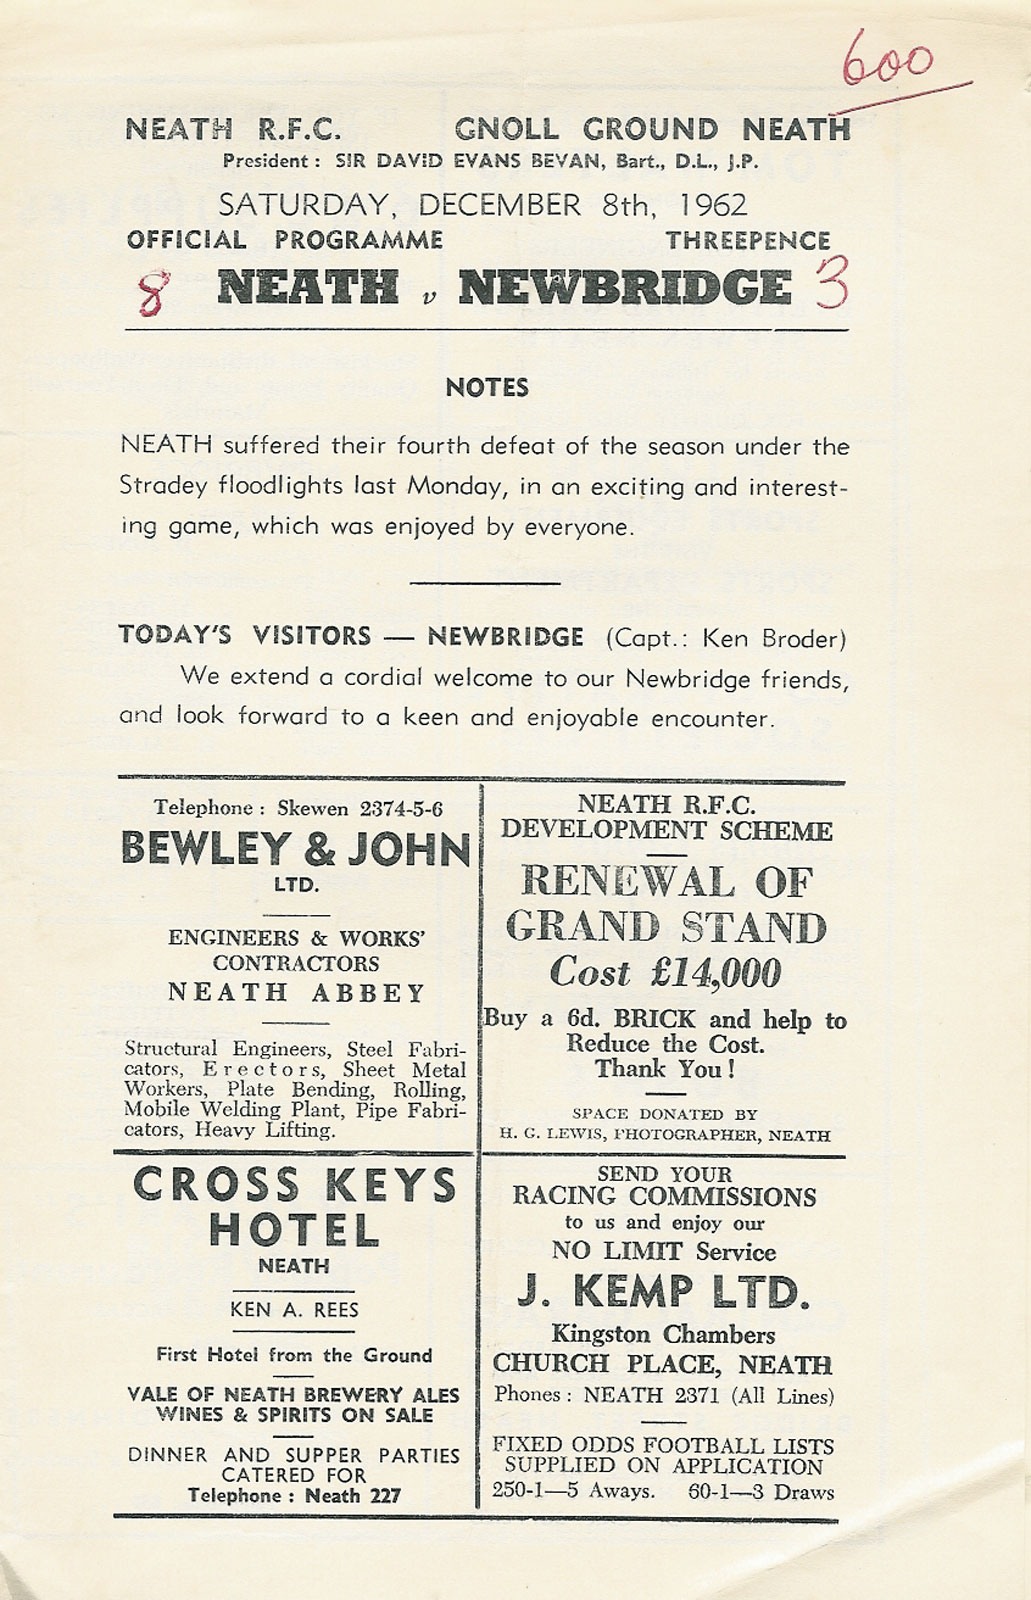 600
NEATH R.F.C. GNOLL GROUND NEATH
President : SIR DAVID EVANS BEVAN, Bart., D.L., J.P.
SATURDAY, DECEMBER 8th, 1962
OFFICIAL PROGRAMME THREEPENCE
8 NEATH v NEWBRIDGE 3
NOTES
NEATH suffered their fourth defeat of the season under the
Stradey floodlights last Monday, in an exciting and interest-
ing game, which was enjoyed by everyone.
TODAY'S VISITORS — NEWBRIDGE (Capt.: Ken Broder)
We extend a cordial welcome to our Newbridge friends,
and look forward to a keen and enjoyable encounter.
Telephone : Skewen 2374-5-6
BEWLEY & JOHN
LTD.
ENGINEERS & WORKS'
CONTRACTORS
NEATH ABBEY
Structural Engineers, Steel Fabri-
cators, Erectors, Sheet Metal
Workers, Plate Bending, Rolling,
Mobile Welding Plant, Pipe Fabri-
cators, Heavy Lifting.
NEATH R.F.C.
DEVELOPMENT SCHEME
RENEWAL OF
GRAND STAND
Cost £14,000
Buy a 6d. BRICK and help to
Reduce the Cost.
Thank You !
SPACE DONATED BY
H. G. LEWIS, PHOTOGRAPHER, NEATH
CROSS KEYS
HOTEL
NEATH
KEN A. REES
First Hotel from the Ground
VALE OF NEATH BREWERY ALES
WINES & SPIRITS ON SALE
DINNER AND SUPPER PARTIES
CATERED FOR
Telephone : Neath 227
SEND YOUR
RACING COMMISSIONS
to us and enjoy our
NO LIMIT Service
J. KEMP LTD.
Kingston Chambers
CHURCH PLACE, NEATH
Phones : NEATH 2371 (All Lines)
FIXED ODDS FOOTBALL LISTS
SUPPLIED ON APPLICATION
250-1—5 Aways. 60-1—3 Draws